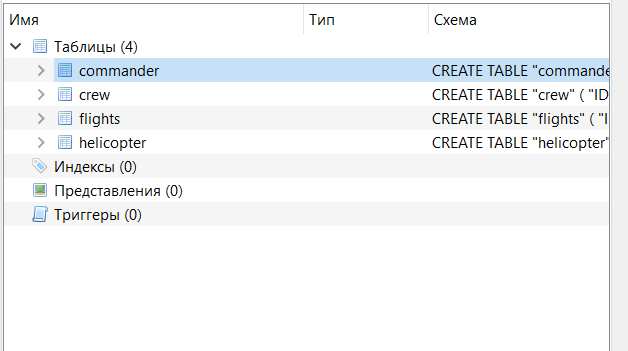 Имя Тип Схема
Таблицы (4)
commander CREATE TABLE "commande
crew CREATE TABLE "crew" ( "ID
flights CREATE TABLE "flights" ( "I
helicopter CREATE TABLE "helicopter"
Индексы (0)
Представления (0)
Триггеры (0)